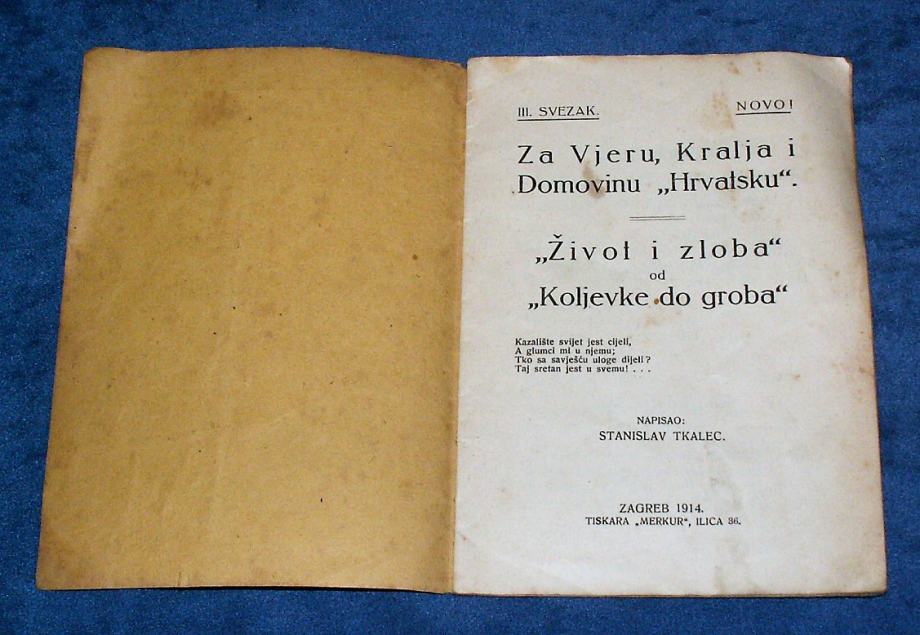 III. SVEZAK.
NOVO!
Za Vjeru, Kralja i
Domovinu „Hrvatsku“.
„Život i zloba“
od
„Koljevke do groba“
Kazalište svijet jest cijeli,
A glumci mi u njemu;
Tko sa savješću uloge dijeli?
Taj sretan jest u svemu! . . .
NAPISAO:
STANISLAV TKALEC.
ZAGREB 1914.
TISKARA „MERKUR“, ILICA 36.